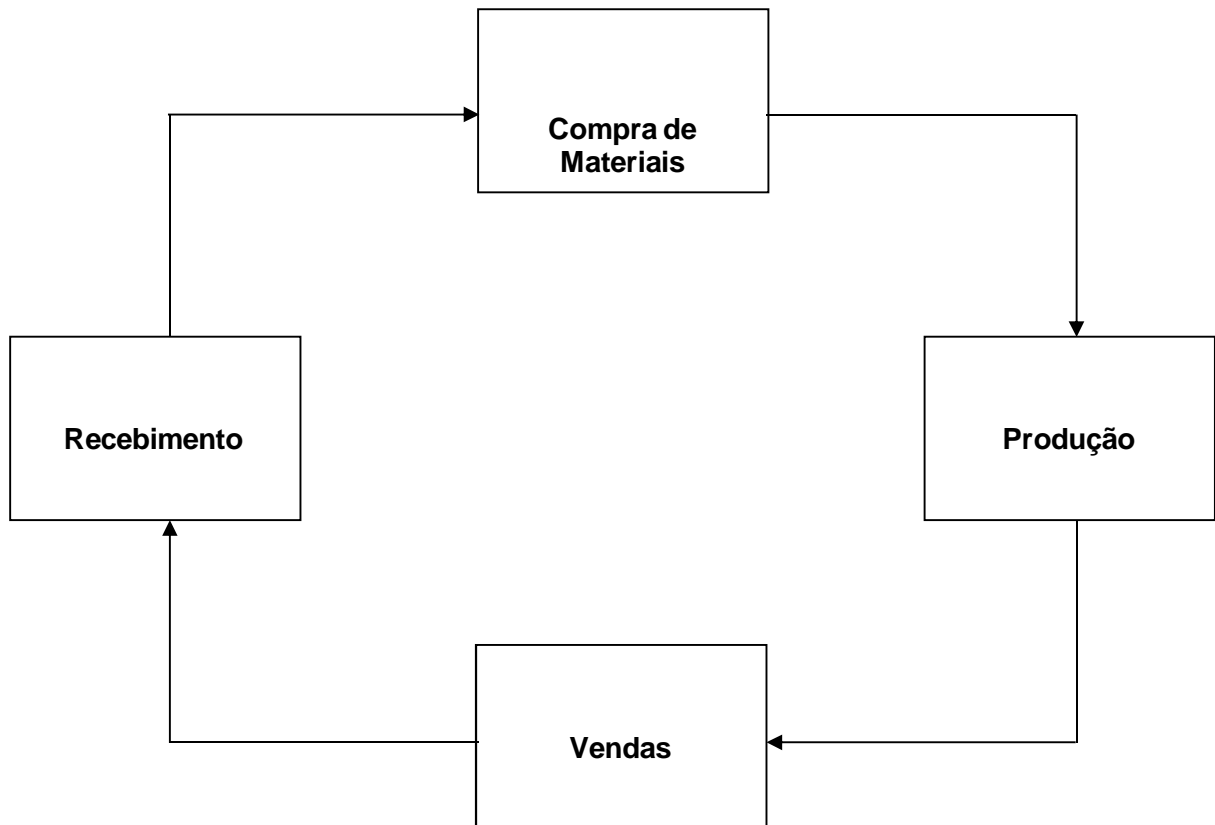 Compra de
Materiais
Recebimento
Produção
Vendas